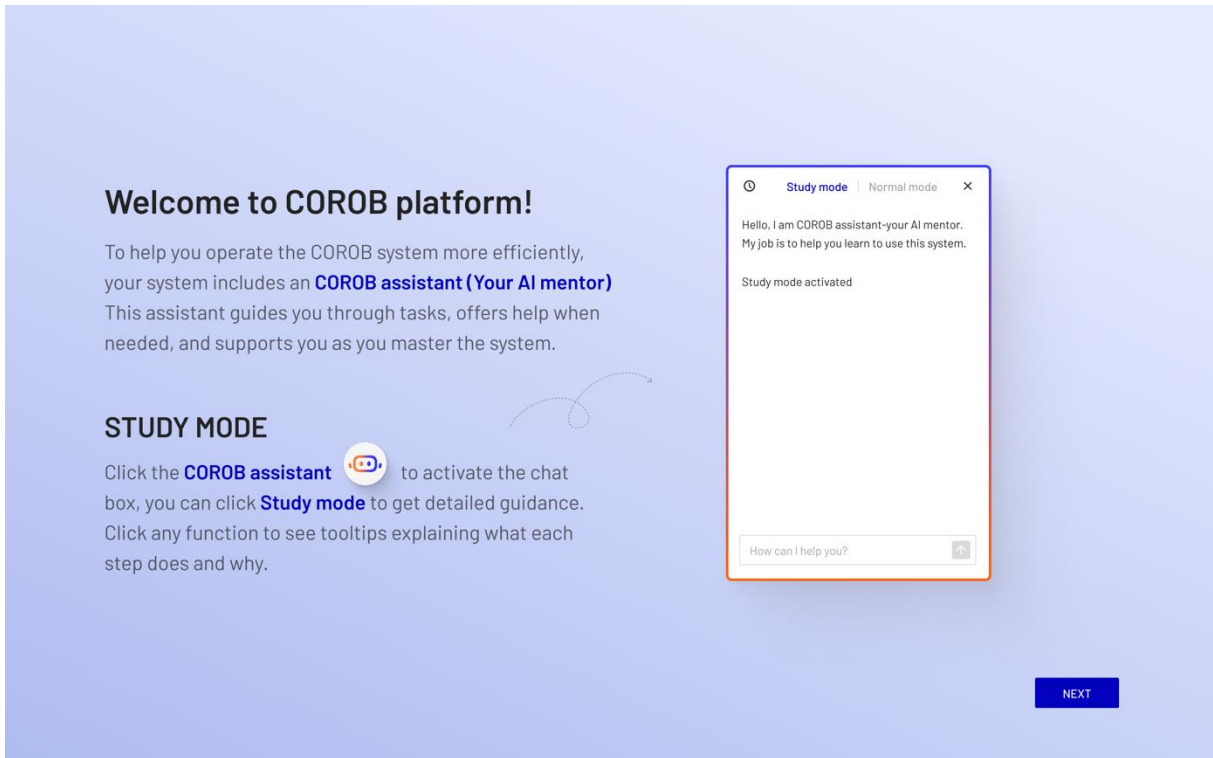 Welcome to COROB platform!
To help you operate the COROB system more efficiently,
your system includes an COROB assistant (Your AI mentor)
This assistant guides you through tasks, offers help when
needed, and supports you as you master the system.
STUDY MODE
Click the COROB assistant to activate the chat
box, you can click Study mode to get detailed guidance.
Click any function to see tooltips explaining what each
step does and why.
Study mode Normal mode
Hello, I am COROB assistant-your AI mentor.
My job is to help you learn to use this system.
Study mode activated
How can I help you?
NEXT